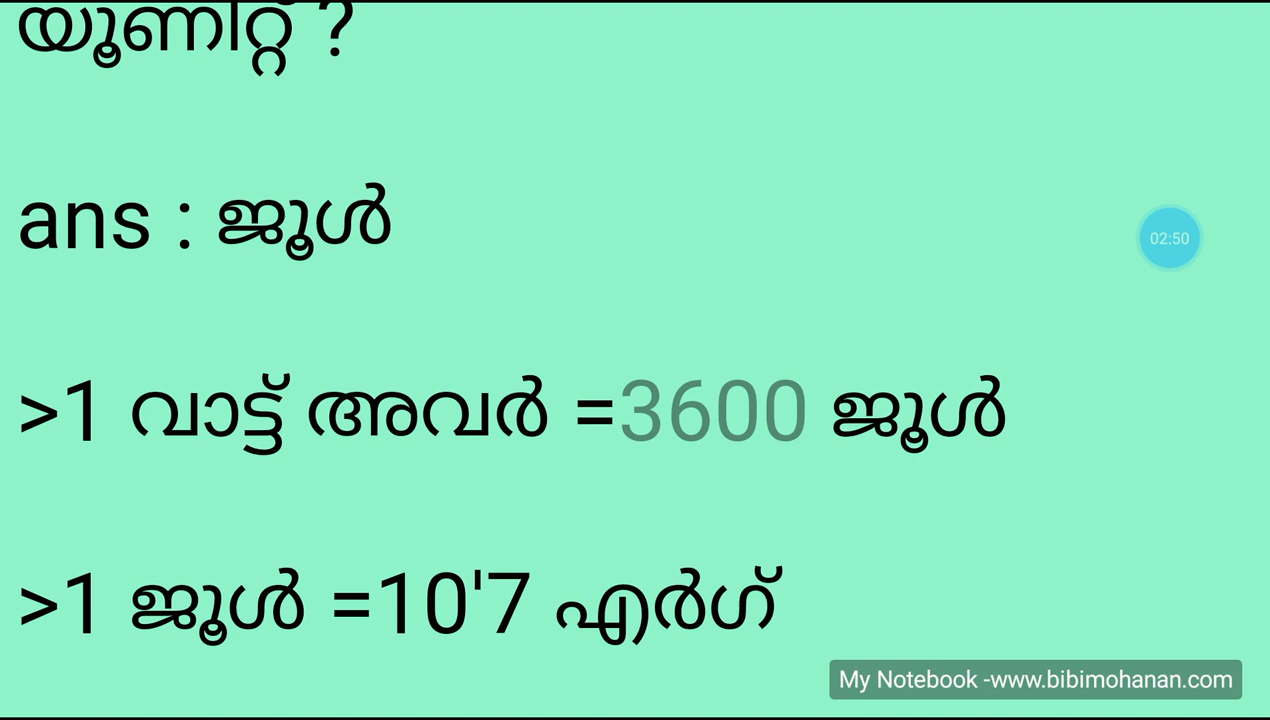 യൂണിറ്റ് ?
ans : ജൂൾ
02:50
>1 വാട്ട് അവർ =3600 ജൂൾ
>1 ജൂൾ =10'7 എർഗ്
My Notebook -www.bibimohanan.com